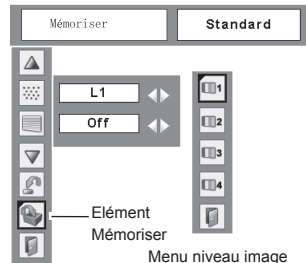 Mémoriser
Standard
L1
Off
1
2
3
4
Elément
Mémoriser
Menu niveau image